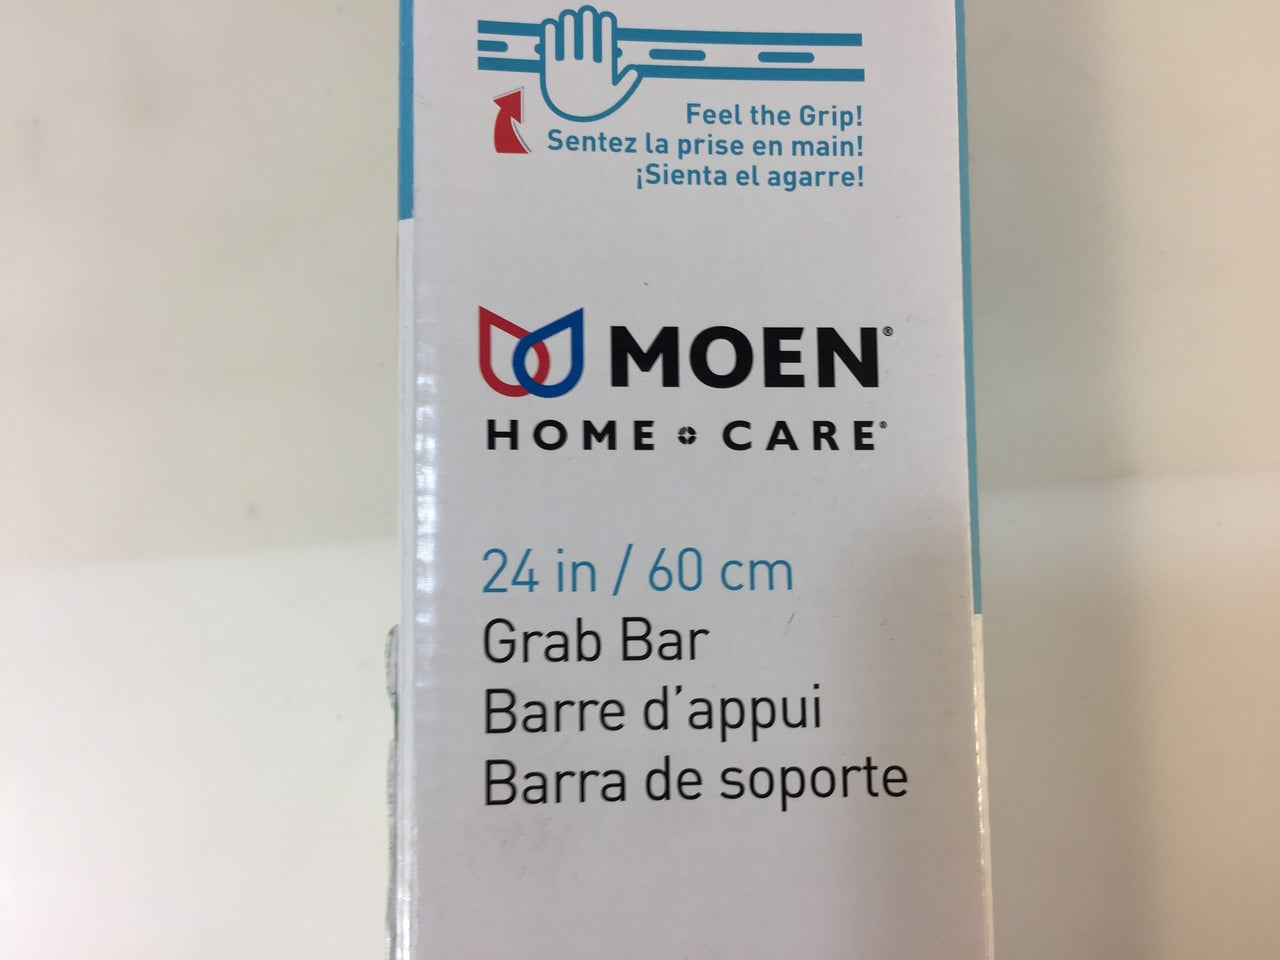 Feel the Grip!
Sentez la prise en main!
¡Sienta el agarre!
MOEN®
HOME CARE®
24 in / 60 cm
Grab Bar
Barre d'appui
Barra de soporte